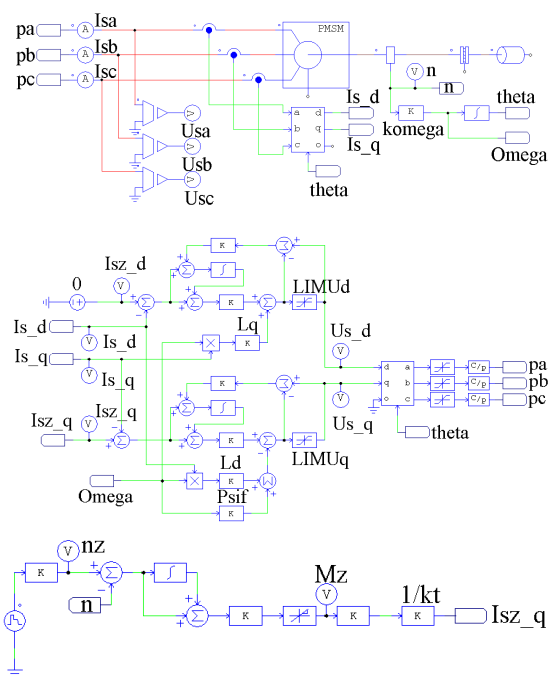 pa A Isa PMSM
pb A Isb V n
pc A Isc n
Is_d K theta
a d
b q Is_q komega
c o Omega
V Usa
V Usb
V Usc theta
K
0 Isz_d V K LIMUd
Is_d V Is_d Lq K Us_d
Is_q V Is_q V d a C/p pa
Isz_q Isz_q K q b C/p pb
V V o c C/p pc
Us_q
K LIMUq theta
Ld
Omega K
Psif
K
nz
K V Mz
n V 1/kt
K K K Isz_q